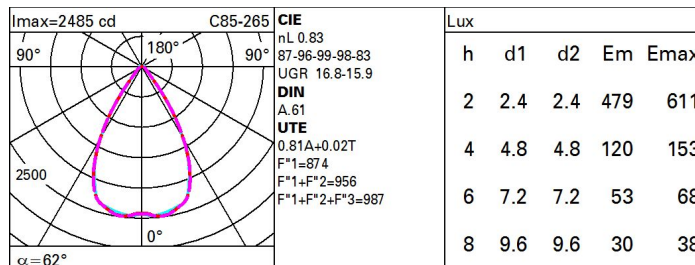 Imax=2485 cd C85-265
90° 180° 90°
2500
0°
α=62°
CIE
nL 0.83
87-96-99-98-83
UGR 16.8-15.9
DIN
A.61
UTE
0.81A+0.02T
F"1=874
F"1+F"2=956
F"1+F"2+F"3=987
Lux
h d1 d2 Em Emax
2 2.4 2.4 479 611
4 4.8 4.8 120 153
6 7.2 7.2 53 68
8 9.6 9.6 30 38